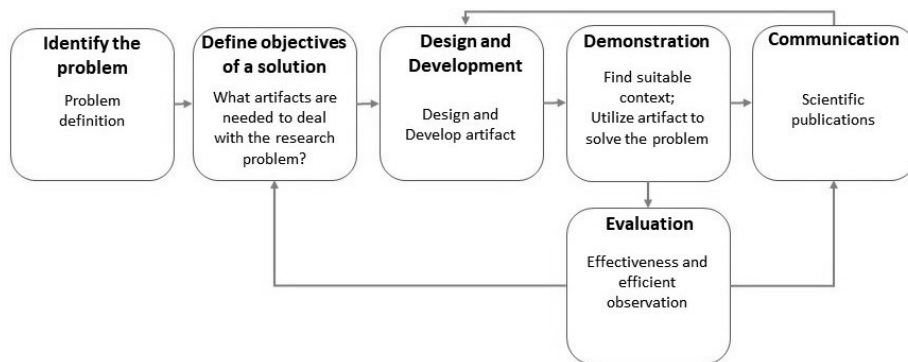 Identify the
problem
Problem
definition
Define objectives
of a solution
What artifacts are
needed to deal
with the research
problem?
Design and
Development
Design and
Develop artifact
Demonstration
Find suitable
context;
Utilize artifact to
solve the problem
Communication
Scientific
publications
Evaluation
Effectiveness and
efficient
observation